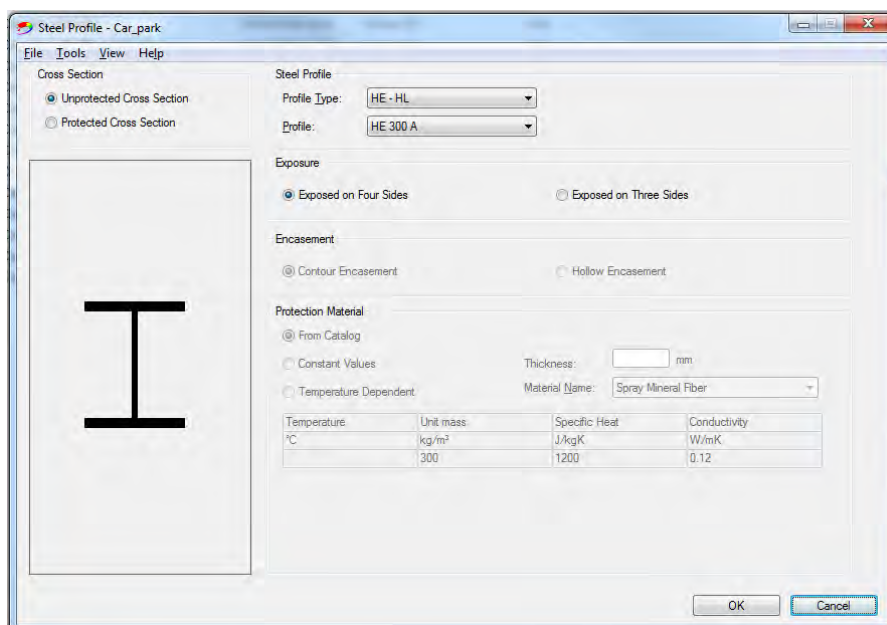 Steel Profile - Car_park
File Tools View Help
Cross Section
Unprotected Cross Section
Protected Cross Section
Steel Profile
Profile Type: HE - HL
Profile: HE 300 A
Exposure
Exposed on Four Sides Exposed on Three Sides
Encasement
Contour Encasement Hollow Encasement
Protection Material
From Catalog
Constant Values Thickness: mm
Temperature Dependent Material Name: Spray Mineral Fiber
Temperature Unit mass Specific Heat Conductivity
°C kg/m³ J/kgK W/mK
300 1200 0.12
OK Cancel